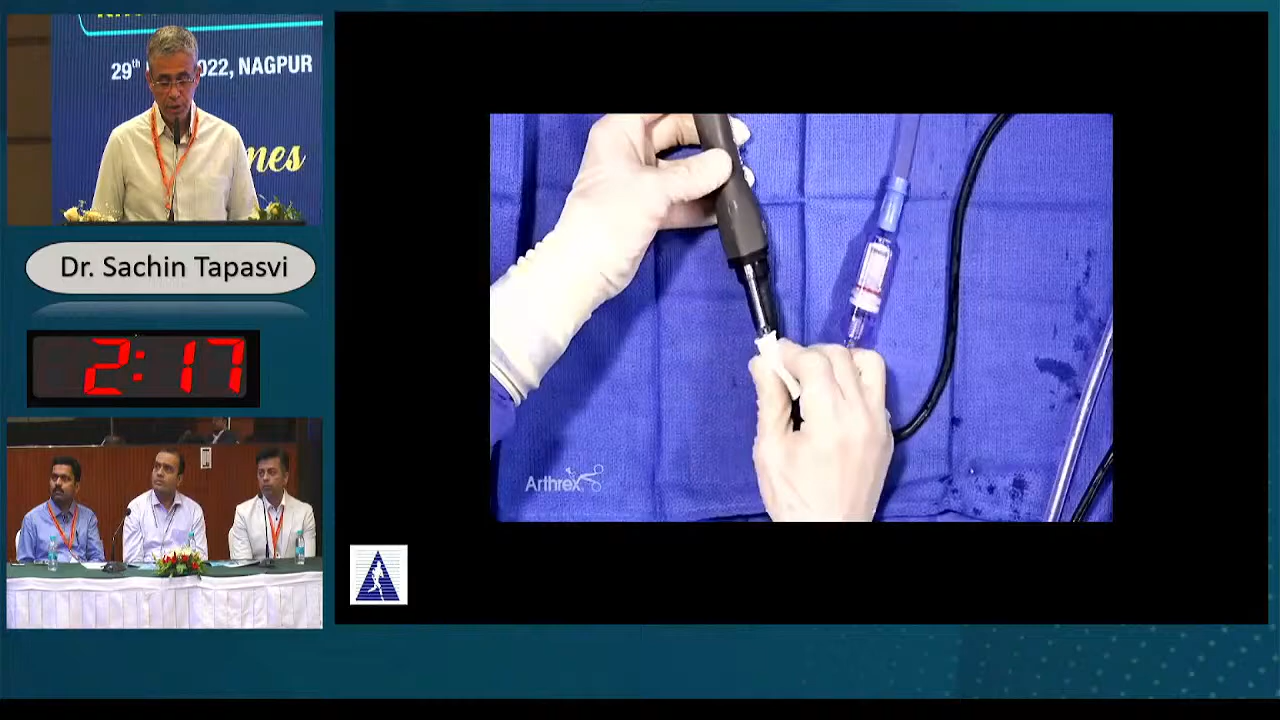 29th 2022, NAGPUR
nes
Dr. Sachin Tapasvi
2:17
Arthrex